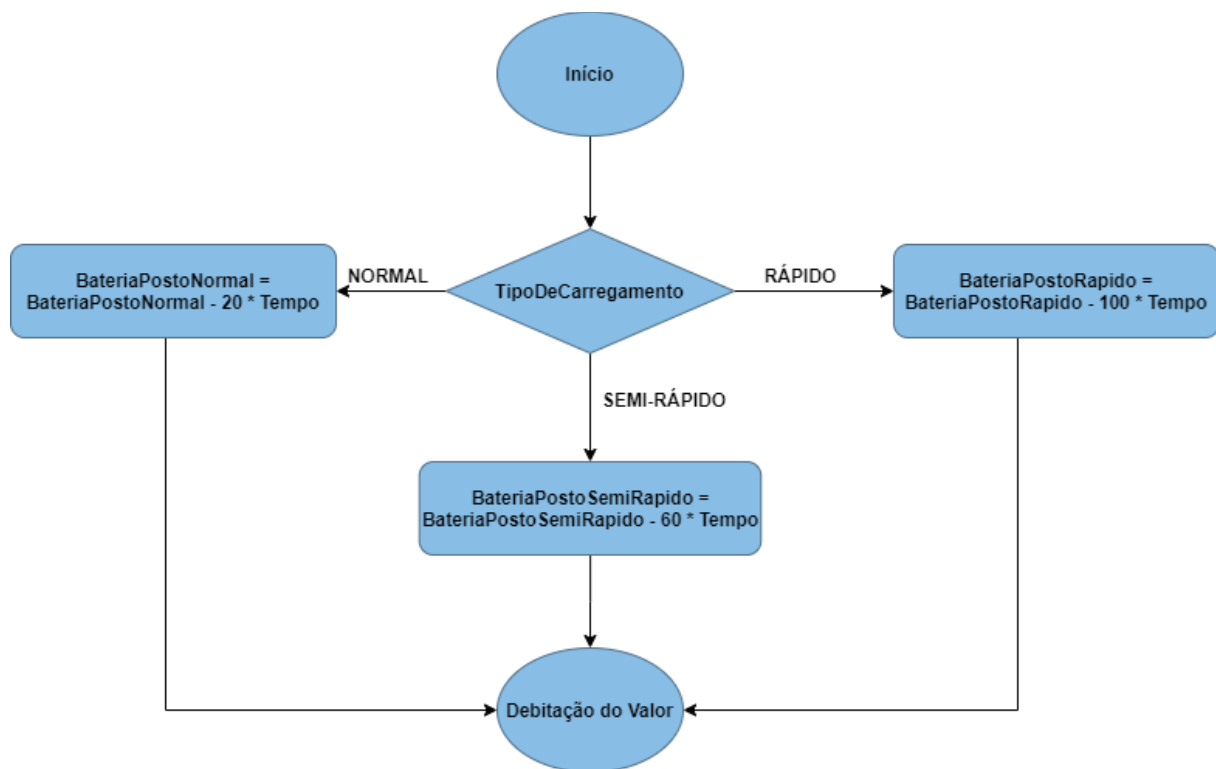 Início
NORMAL
TipoDeCarregamento
RÁPIDO
BateriaPostoNormal =
BateriaPostoNormal - 20 * Tempo
BateriaPostoRapido =
BateriaPostoRapido - 100 * Tempo
SEMI-RÁPIDO
BateriaPostoSemiRapido =
BateriaPostoSemiRapido - 60 * Tempo
Debitação do Valor